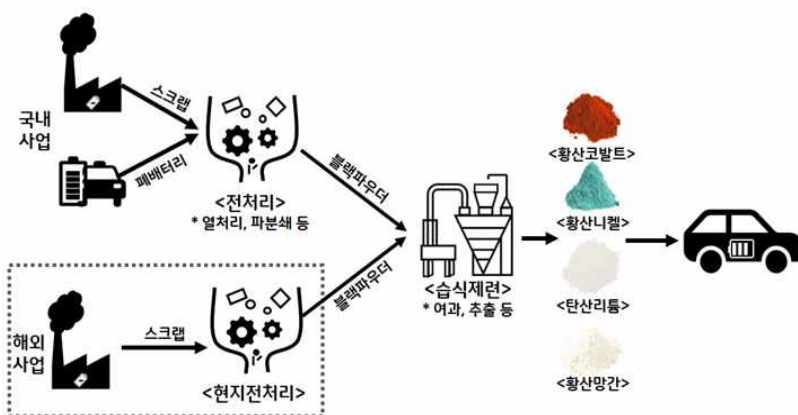 국내
사업
스크랩
폐배터리
<전처리>
* 열처리, 파분쇄 등
블랙파우더
해외
사업
스크랩
<현지전처리>
블랙파우더
<습식제련>
* 여과, 추출 등
<황산코발트>
<황산니켈>
<탄산리튬>
<황산망간>